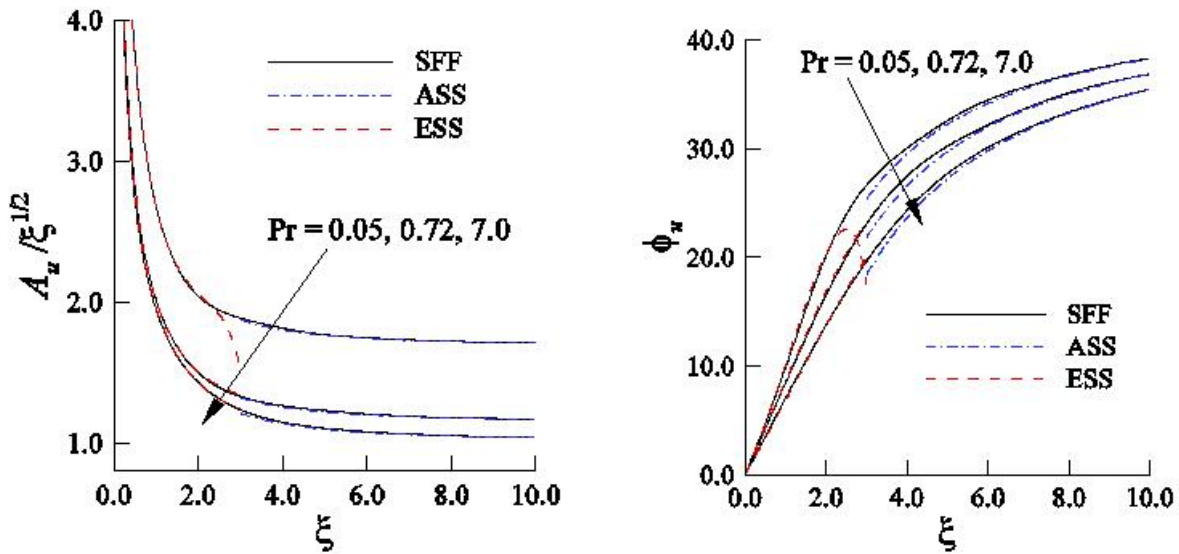 4.0
3.0
2.0
1.0
A_u/ξ^{1/2}
SFF
ASS
ESS
Pr = 0.05, 0.72, 7.0
0.0 2.0 4.0 6.0 8.0 10.0
ξ
40.0
30.0
20.0
10.0
0.0
ϕ_u
Pr = 0.05, 0.72, 7.0
SFF
ASS
ESS
0.0 2.0 4.0 6.0 8.0 10.0
ξ